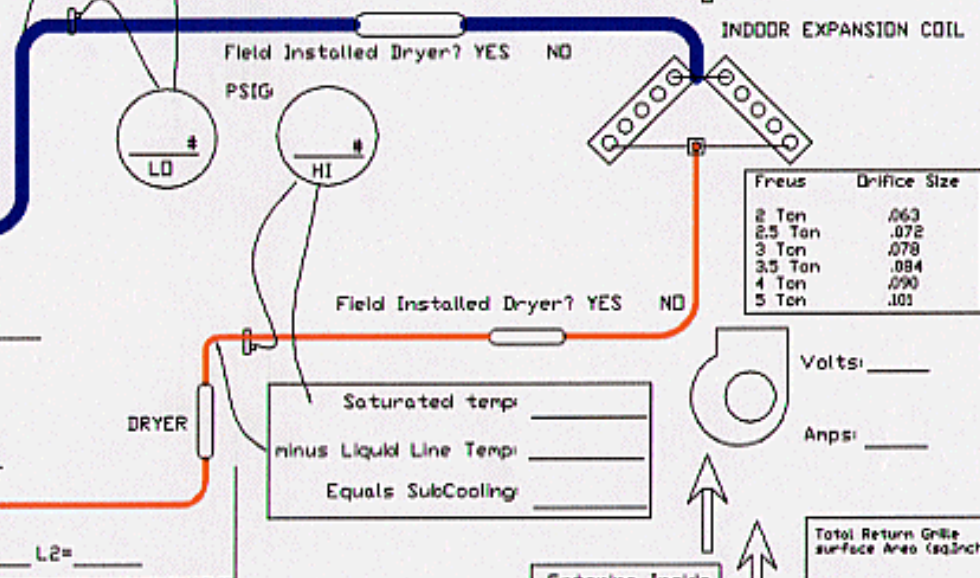 INDOOR EXPANSION COIL
Field Installed Dryer? YES NO
PSIG
#
LO
#
HI
Freus Orifice Size
2 Ton .063
2.5 Ton .072
3 Ton .078
3.5 Ton .084
4 Ton .090
5 Ton .101
Field Installed Dryer? YES NO
Volts:
Saturated temp:
DRYER
Amps:
minus Liquid Line Temp:
Equals SubCooling:
Total Return Grille
surface Area (sq.Inch
L2=